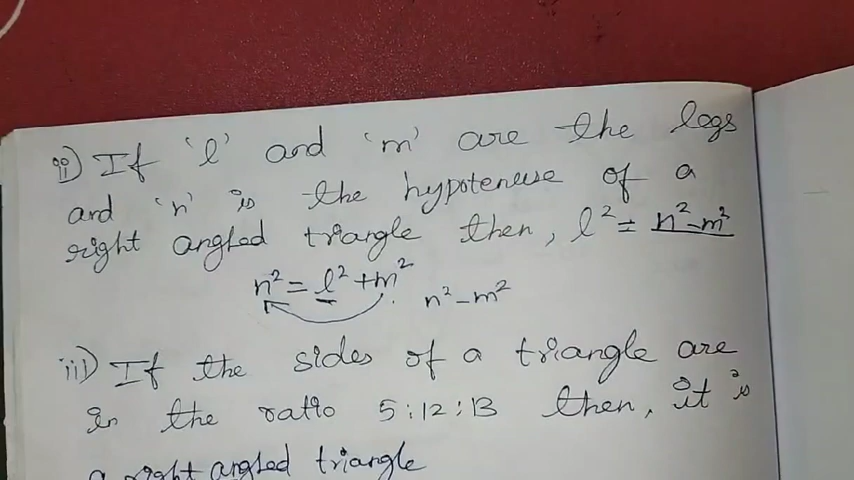 ii) If 'l' and 'm' are the legs
and 'n' is the hypotenuse of a
right angled triangle then, l² = n²-m²
n² = l² + m²
n²-m²
iii) If the sides of a triangle are
in the ratio 5:12:13 then, it is
a right angled triangle